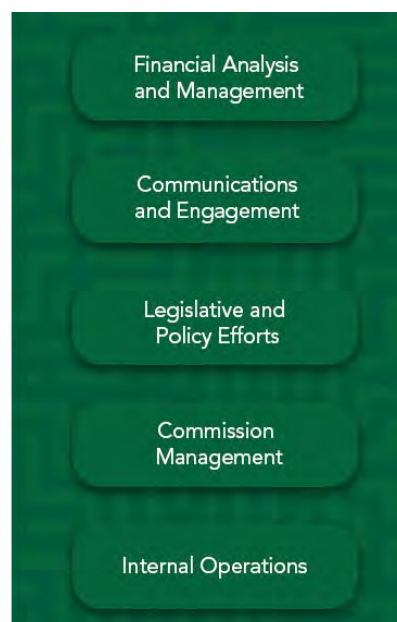 Financial Analysis
and Management
Communications
and Engagement
Legislative and
Policy Efforts
Commission
Management
Internal Operations